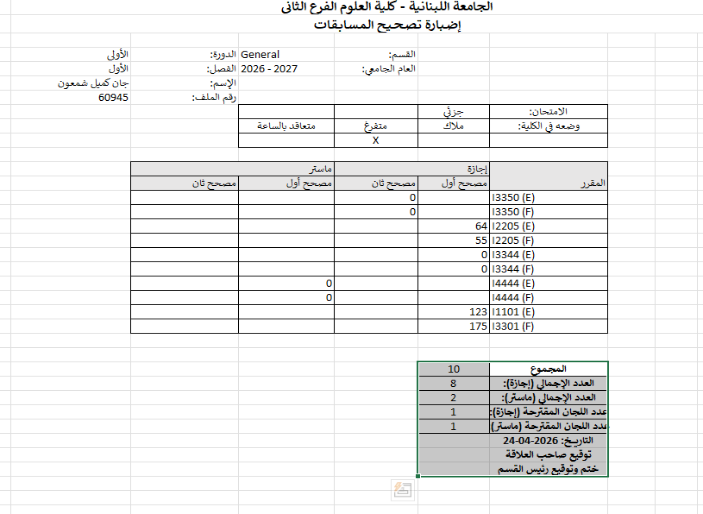 الجامعة اللبنانية - كلية العلوم الفرع الثاني
إضبارة تصحيح المسابقات
القسم: General الدورة: الأولى
العام الجامعي: 2026 - 2027 الفصل: الأول
الإسم: جان كميل شمعون
رقم الملف: 60945
الامتحان: جزئي
وضعه في الكلية: ملاك متفرغ متعاقد بالساعة
X
إجازة ماستر
المقرر مصحح أول مصحح ثان مصحح أول مصحح ثان
I3350 (E) 0
I3350 (F) 0
I2205 (E) 64
I2205 (F) 55
I3344 (E) 0
I3344 (F) 0
I4444 (E) 0
I4444 (F) 0
I1101 (E) 123
I3301 (F) 175
المجموع 10
العدد الإجمالي (إجازة): 8
العدد الإجمالي (ماستر): 2
عدد اللجان المقترحة (إجازة): 1
عدد اللجان المقترحة (ماستر) 1
التاريخ: 24-04-2026
توقيع صاحب العلاقة
ختم وتوقيع رئيس القسم